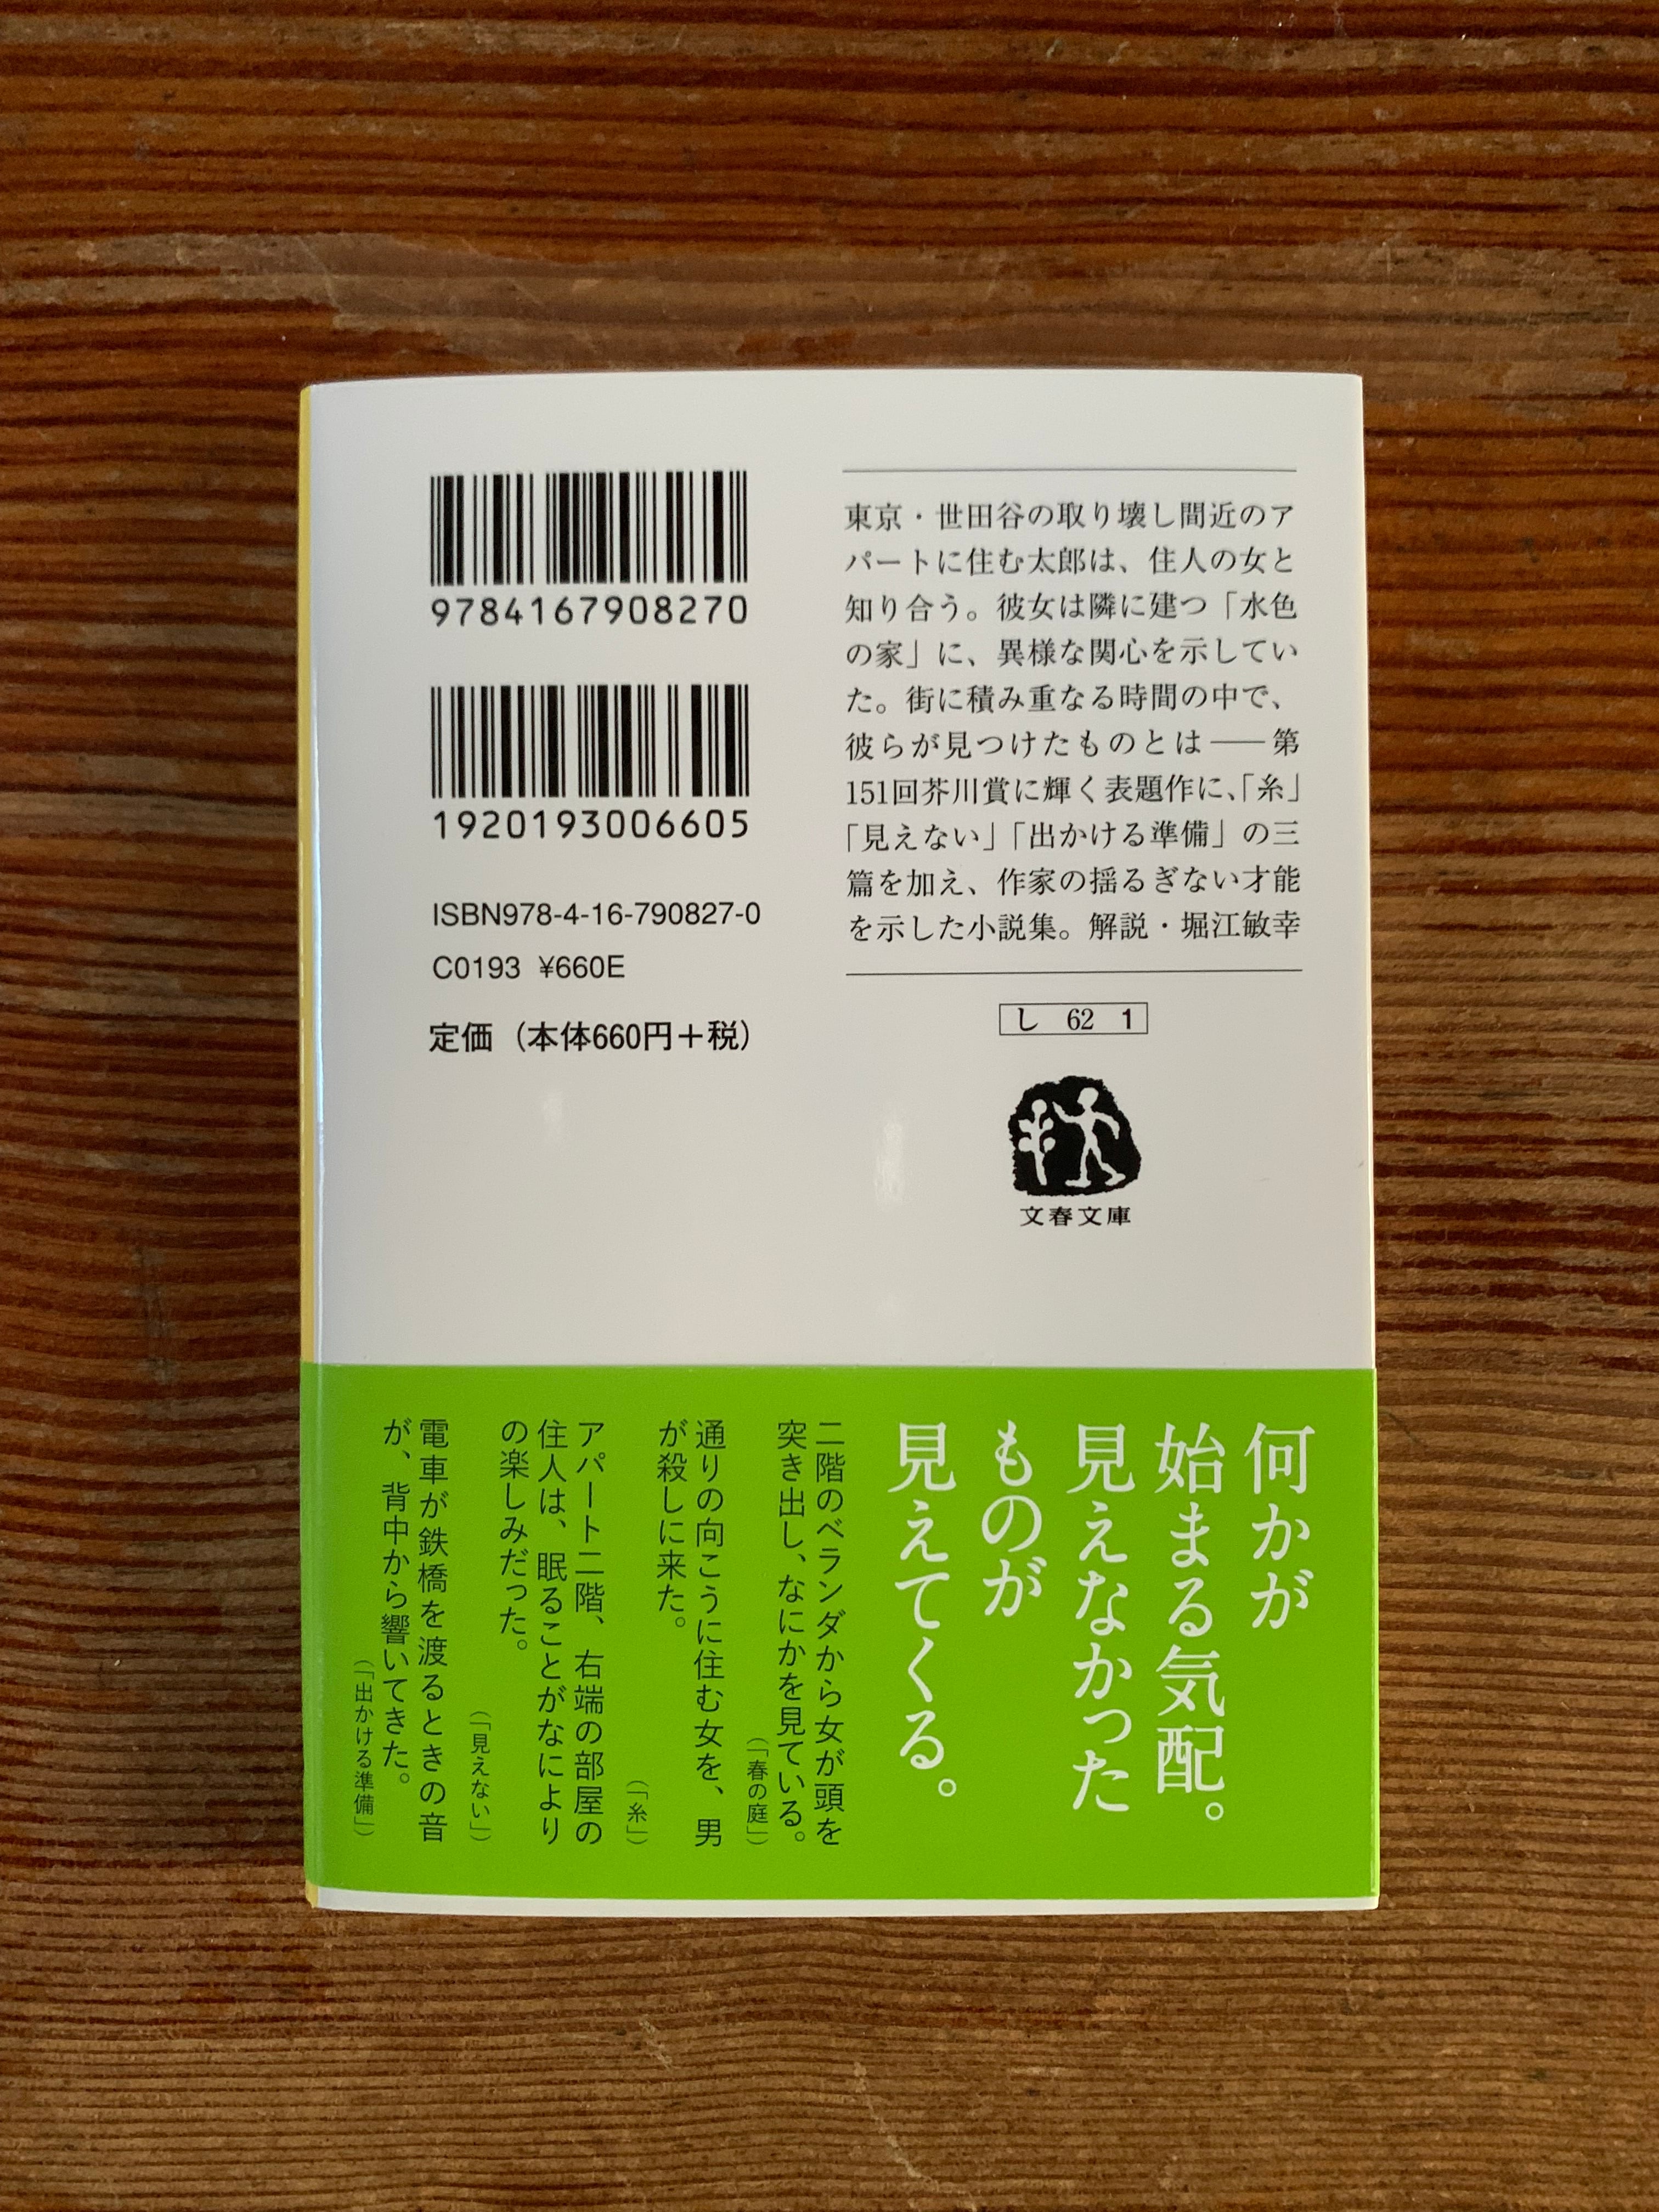 9784167908270
1920193006605
ISBN978-4-16-790827-0
C0193 ¥660E
定価（本体660円＋税）
東京・世田谷の取り壊し間近のア
パートに住む太郎は、住人の女と
知り合う。彼女は隣に建つ「水色
の家」に、異様な関心を示してい
た。街に積み重なる時間の中で、
彼らが見つけたものとは――第
151回芥川賞に輝く表題作に、「糸」
「見えない」「出かける準備」の三
篇を加え、作家の揺るぎない才能
を示した小説集。解説・堀江敏幸
し 62 1
文春文庫
何かが
始まる気配。
見えなかった
ものが
見えてくる。
二階のベランダから女が頭を
突き出し、なにかを見ている。
（「春の庭」）
通りの向こうに住む女を、男
が殺しに来た。
（「糸」）
アパート二階、右端の部屋の
住人は、眠ることがなにより
の楽しみだった。
（「見えない」）
電車が鉄橋を渡るときの音
が、背中から響いてきた。
（「出かける準備」）